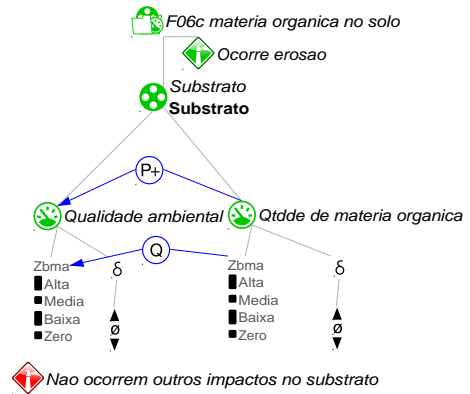 F06c materia organica no solo
Ocorre erosao
Substrato
Substrato
P+
Qualidade ambiental
Qtdde de materia organica
Q
Zbma
δ
Zbma
δ
Alta
Alta
Media
Media
Baixa
ø
Baixa
ø
Zero
Zero
Nao ocorrem outros impactos no substrato